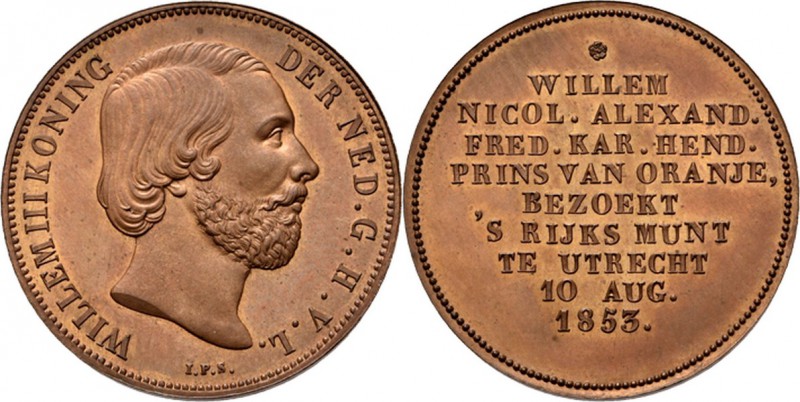 WILLEM III KONING DER NED. G. H. V. L.
I.P.S.
WILLEM
NICOL. ALEXAND.
FRED. KAR. HEND.
PRINS VAN ORANJE,
BEZOEKT
'S RIJKS MUNT
TE UTRECHT
10 AUG.
1853.